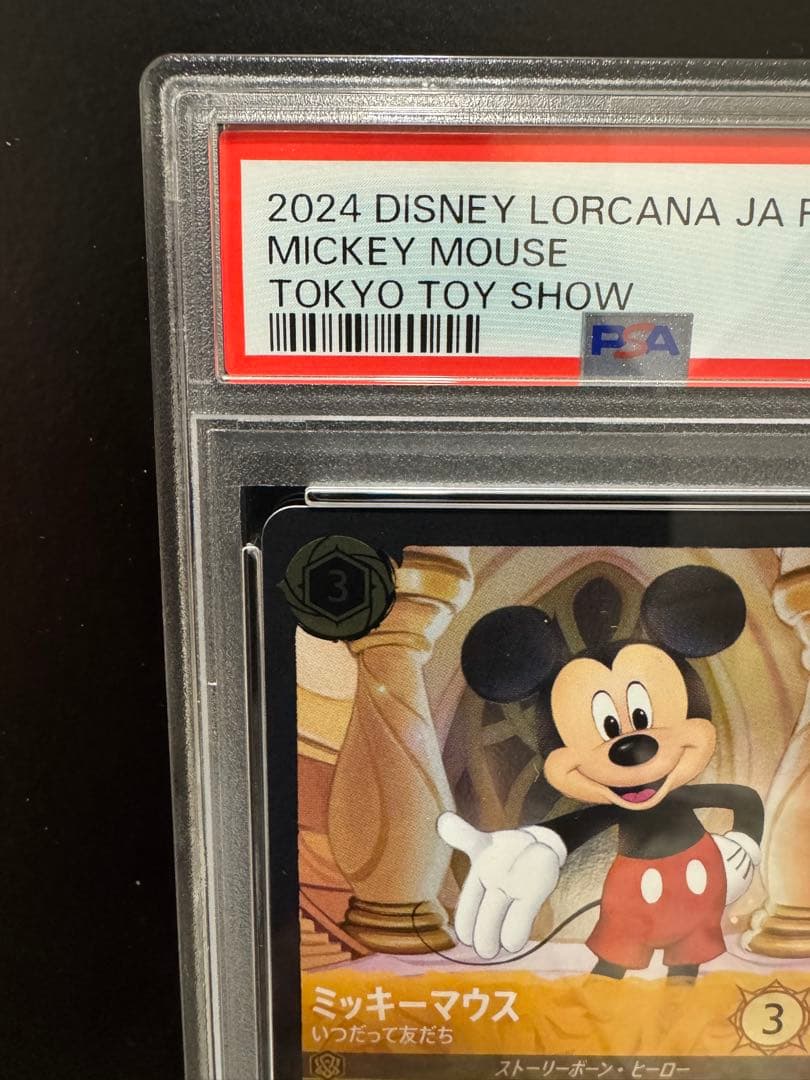 2024 DISNEY LORCANA JA
MICKEY MOUSE
TOKYO TOY SHOW
PSA
3
ミッキーマウス
いつだって友だち
3
ストーリーボーン・ヒーロー